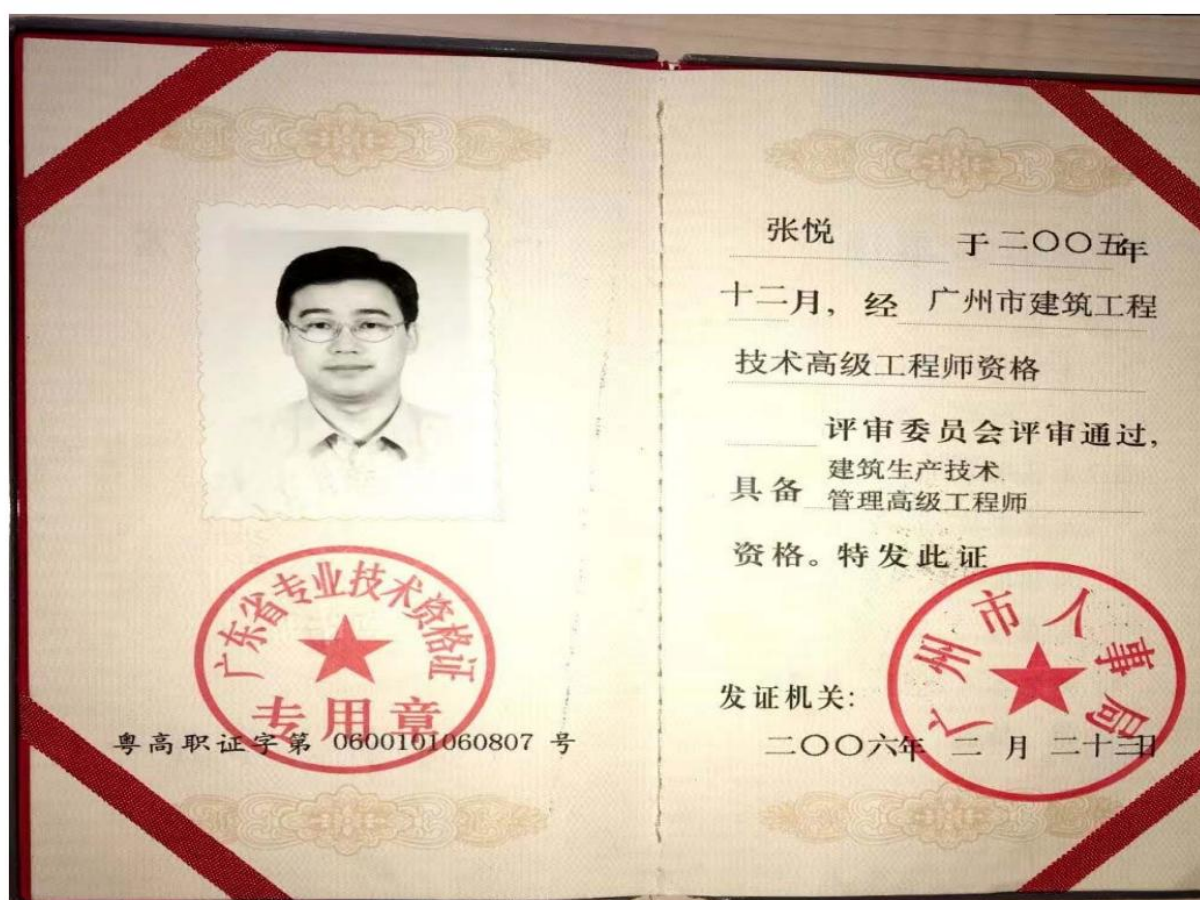 广东省专业技术资格证
专用章
粤高职证字第 0600101060807 号
张悦 于二〇〇五年
十二月，经 广州市建筑工程
技术高级工程师资格
评审委员会评审通过，
具备 建筑生产技术
管理高级工程师
资格。特发此证
广州市人事局
发证机关：
二〇〇六年 二 月 二十三日